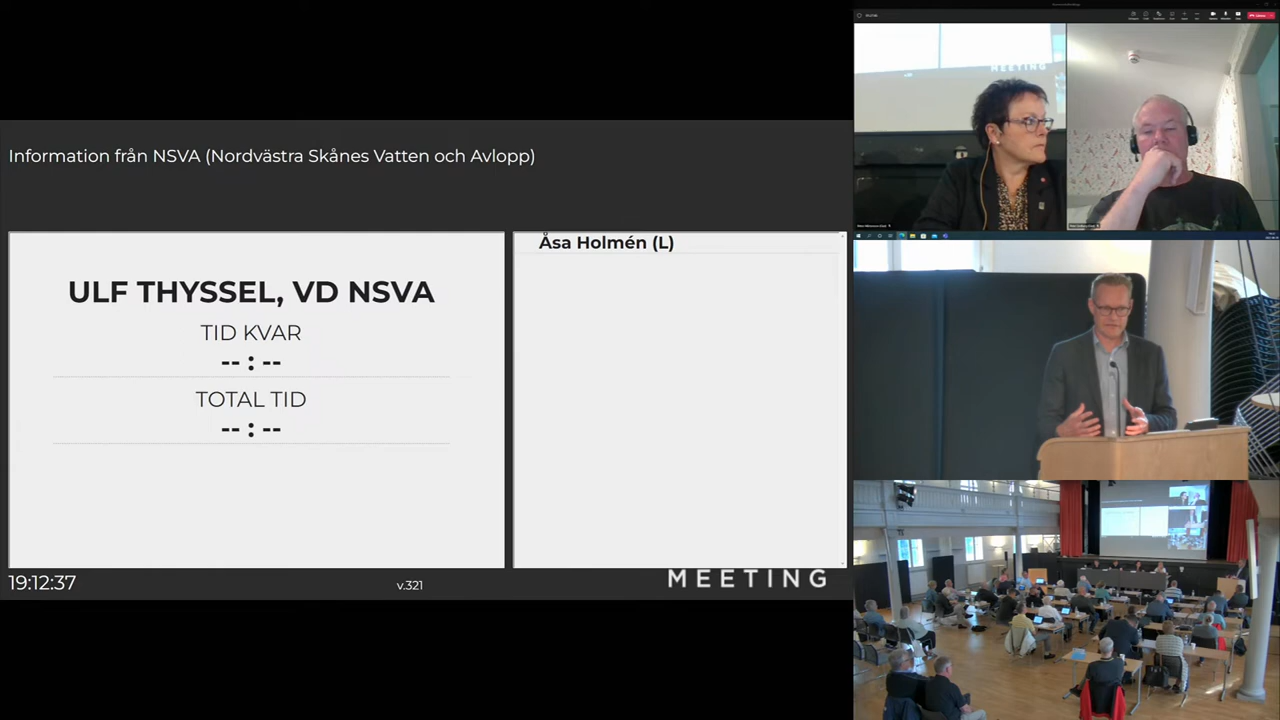 Information från NSVA (Nordvästra Skånes Vatten och Avlopp)
ULF THYSSEL, VD NSVA
TID KVAR
-- : --
TOTAL TID
-- : --
Åsa Holmén (L)
19:12:37
v.321
MEETING
MEETING